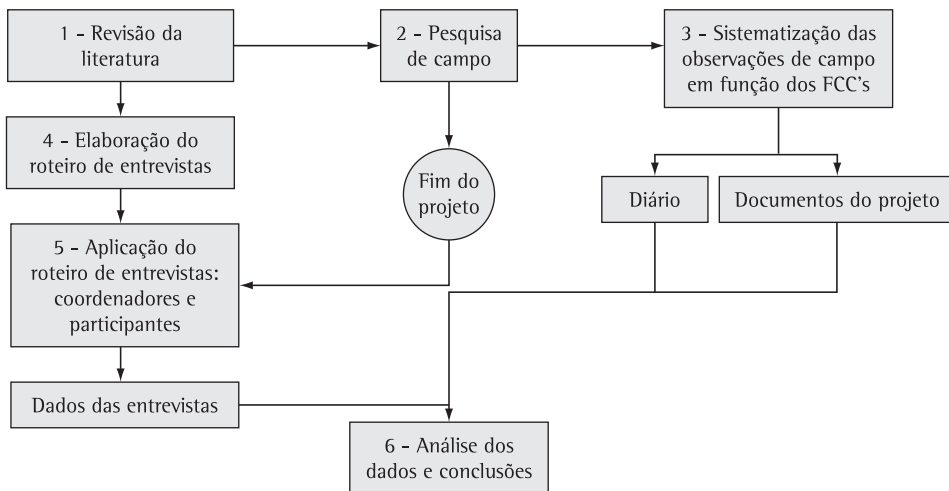 1 - Revisão da
literatura
2 - Pesquisa
de campo
3 - Sistematização das
observações de campo
em função dos FCC's
4 - Elaboração do
roteiro de entrevistas
Fim do
projeto
Diário
Documentos do projeto
5 - Aplicação do
roteiro de entrevistas:
coordenadores e
participantes
Dados das entrevistas
6 - Análise dos
dados e conclusões